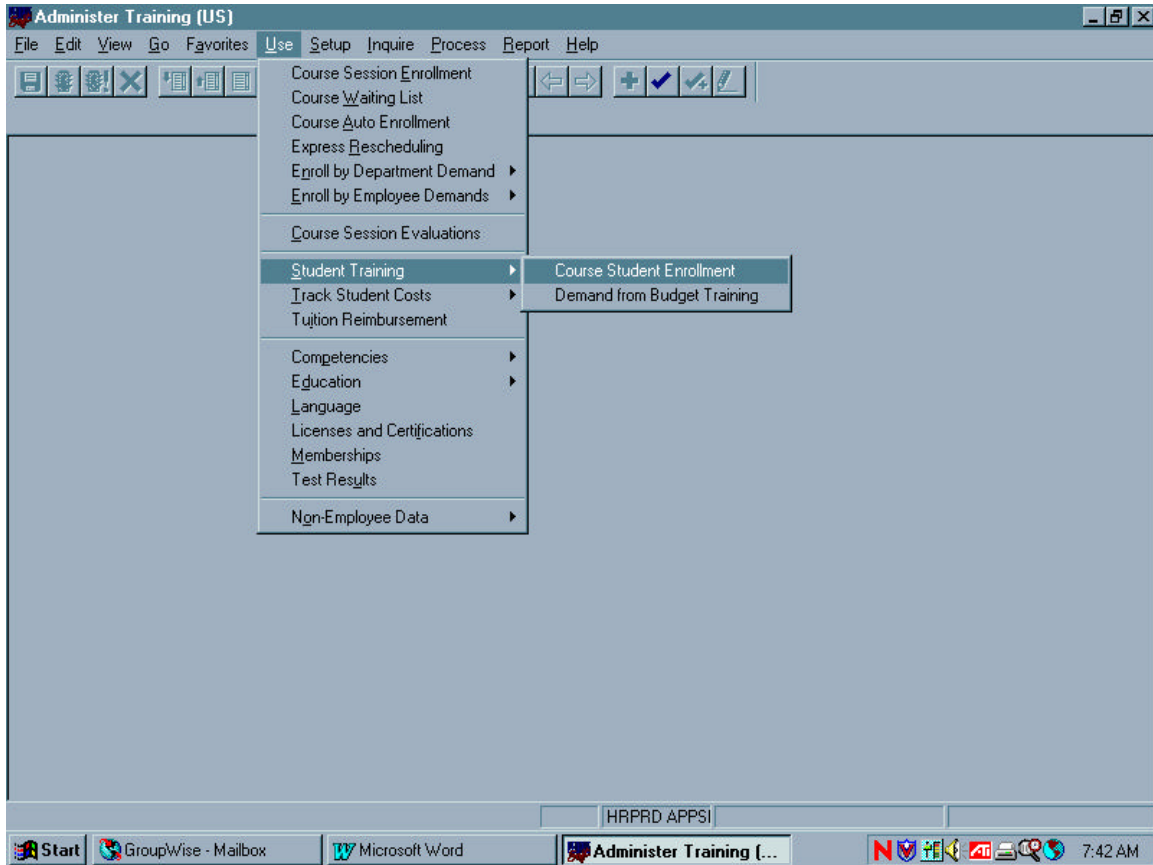 Administer Training (US)
File Edit View Go Favorites Use Setup Inquire Process Report Help
Course Session Enrollment
Course Waiting List
Course Auto Enrollment
Express Rescheduling
Enroll by Department Demand
Enroll by Employee Demands
Course Session Evaluations
Student Training
Course Student Enrollment
Track Student Costs
Demand from Budget Training
Tuition Reimbursement
Competencies
Education
Language
Licenses and Certifications
Memberships
Test Results
Non-Employee Data
HRPRD APPSI
Start GroupWise - Mailbox Microsoft Word Administer Training (... N ATI 7:42 AM